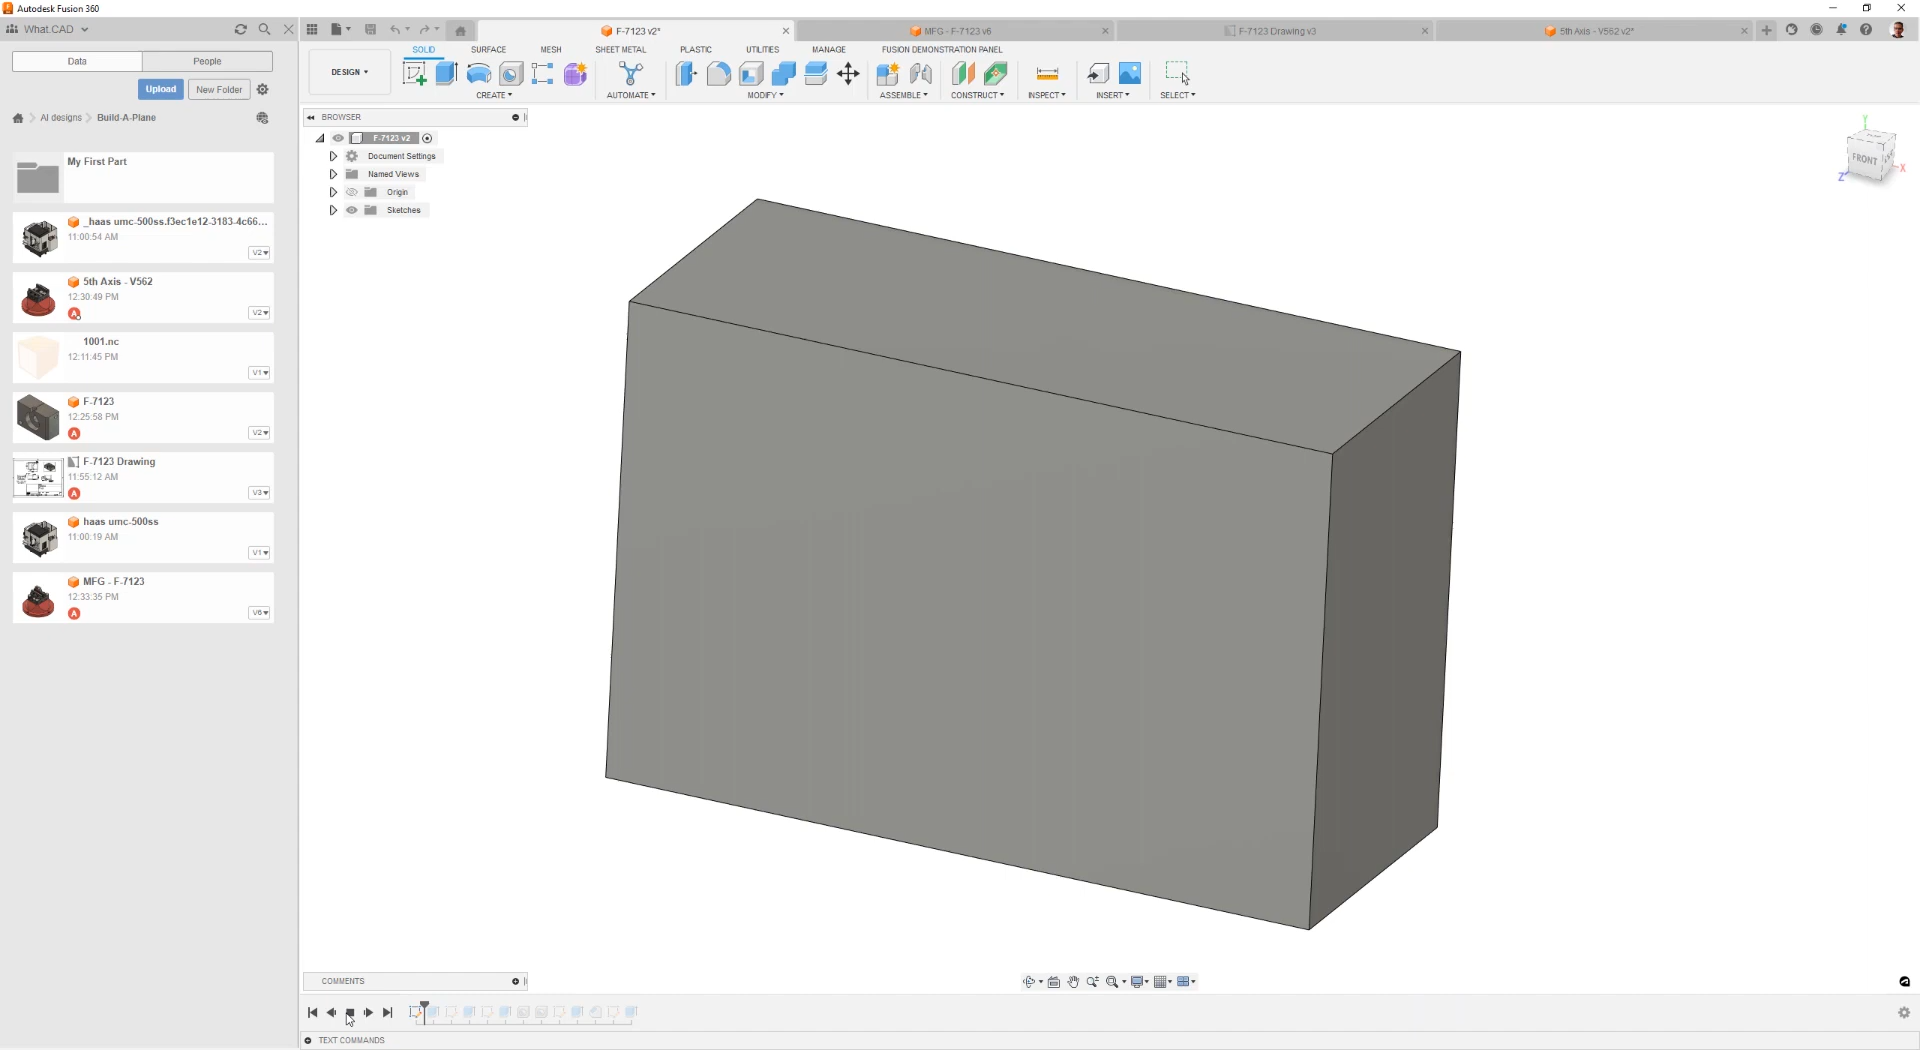 Autodesk Fusion 360
What.CAD
Data
People
Upload
New Folder
AI designs
Build-A-Plane
My First Part
_haas umc-500ss.f3ec1e12-3183-4c66...
11:00:54 AM
V2
5th Axis - V562
12:30:49 PM
A
V2
1001.nc
12:11:45 PM
V1
F-7123
12:25:58 PM
A
V2
F-7123 Drawing
11:55:12 AM
A
V3
haas umc-500ss
11:00:19 AM
V1
MFG - F-7123
12:33:35 PM
A
V6
F-7123 v2*
MFG - F-7123 v6
F-7123 Drawing v3
5th Axis - V562 v2*
SOLID
SURFACE
MESH
SHEET METAL
PLASTIC
UTILITIES
MANAGE
FUSION DEMONSTRATION PANEL
DESIGN
CREATE
AUTOMATE
MODIFY
ASSEMBLE
CONSTRUCT
INSPECT
INSERT
SELECT
BROWSER
F-7123 v2
Document Settings
Named Views
Origin
Sketches
Y
FRONT
X
Z
COMMENTS
TEXT COMMANDS